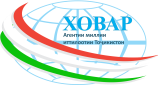 ХОВАР
Агентии миллии
иттилоотии Тоҷикистон